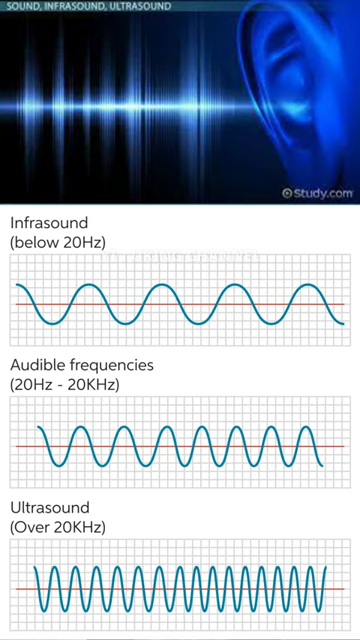 SOUND, INFRASOUND, ULTRASOUND
Study.com
Infrasound
(below 20Hz)
Audible frequencies
(20Hz - 20KHz)
Ultrasound
(Over 20KHz)